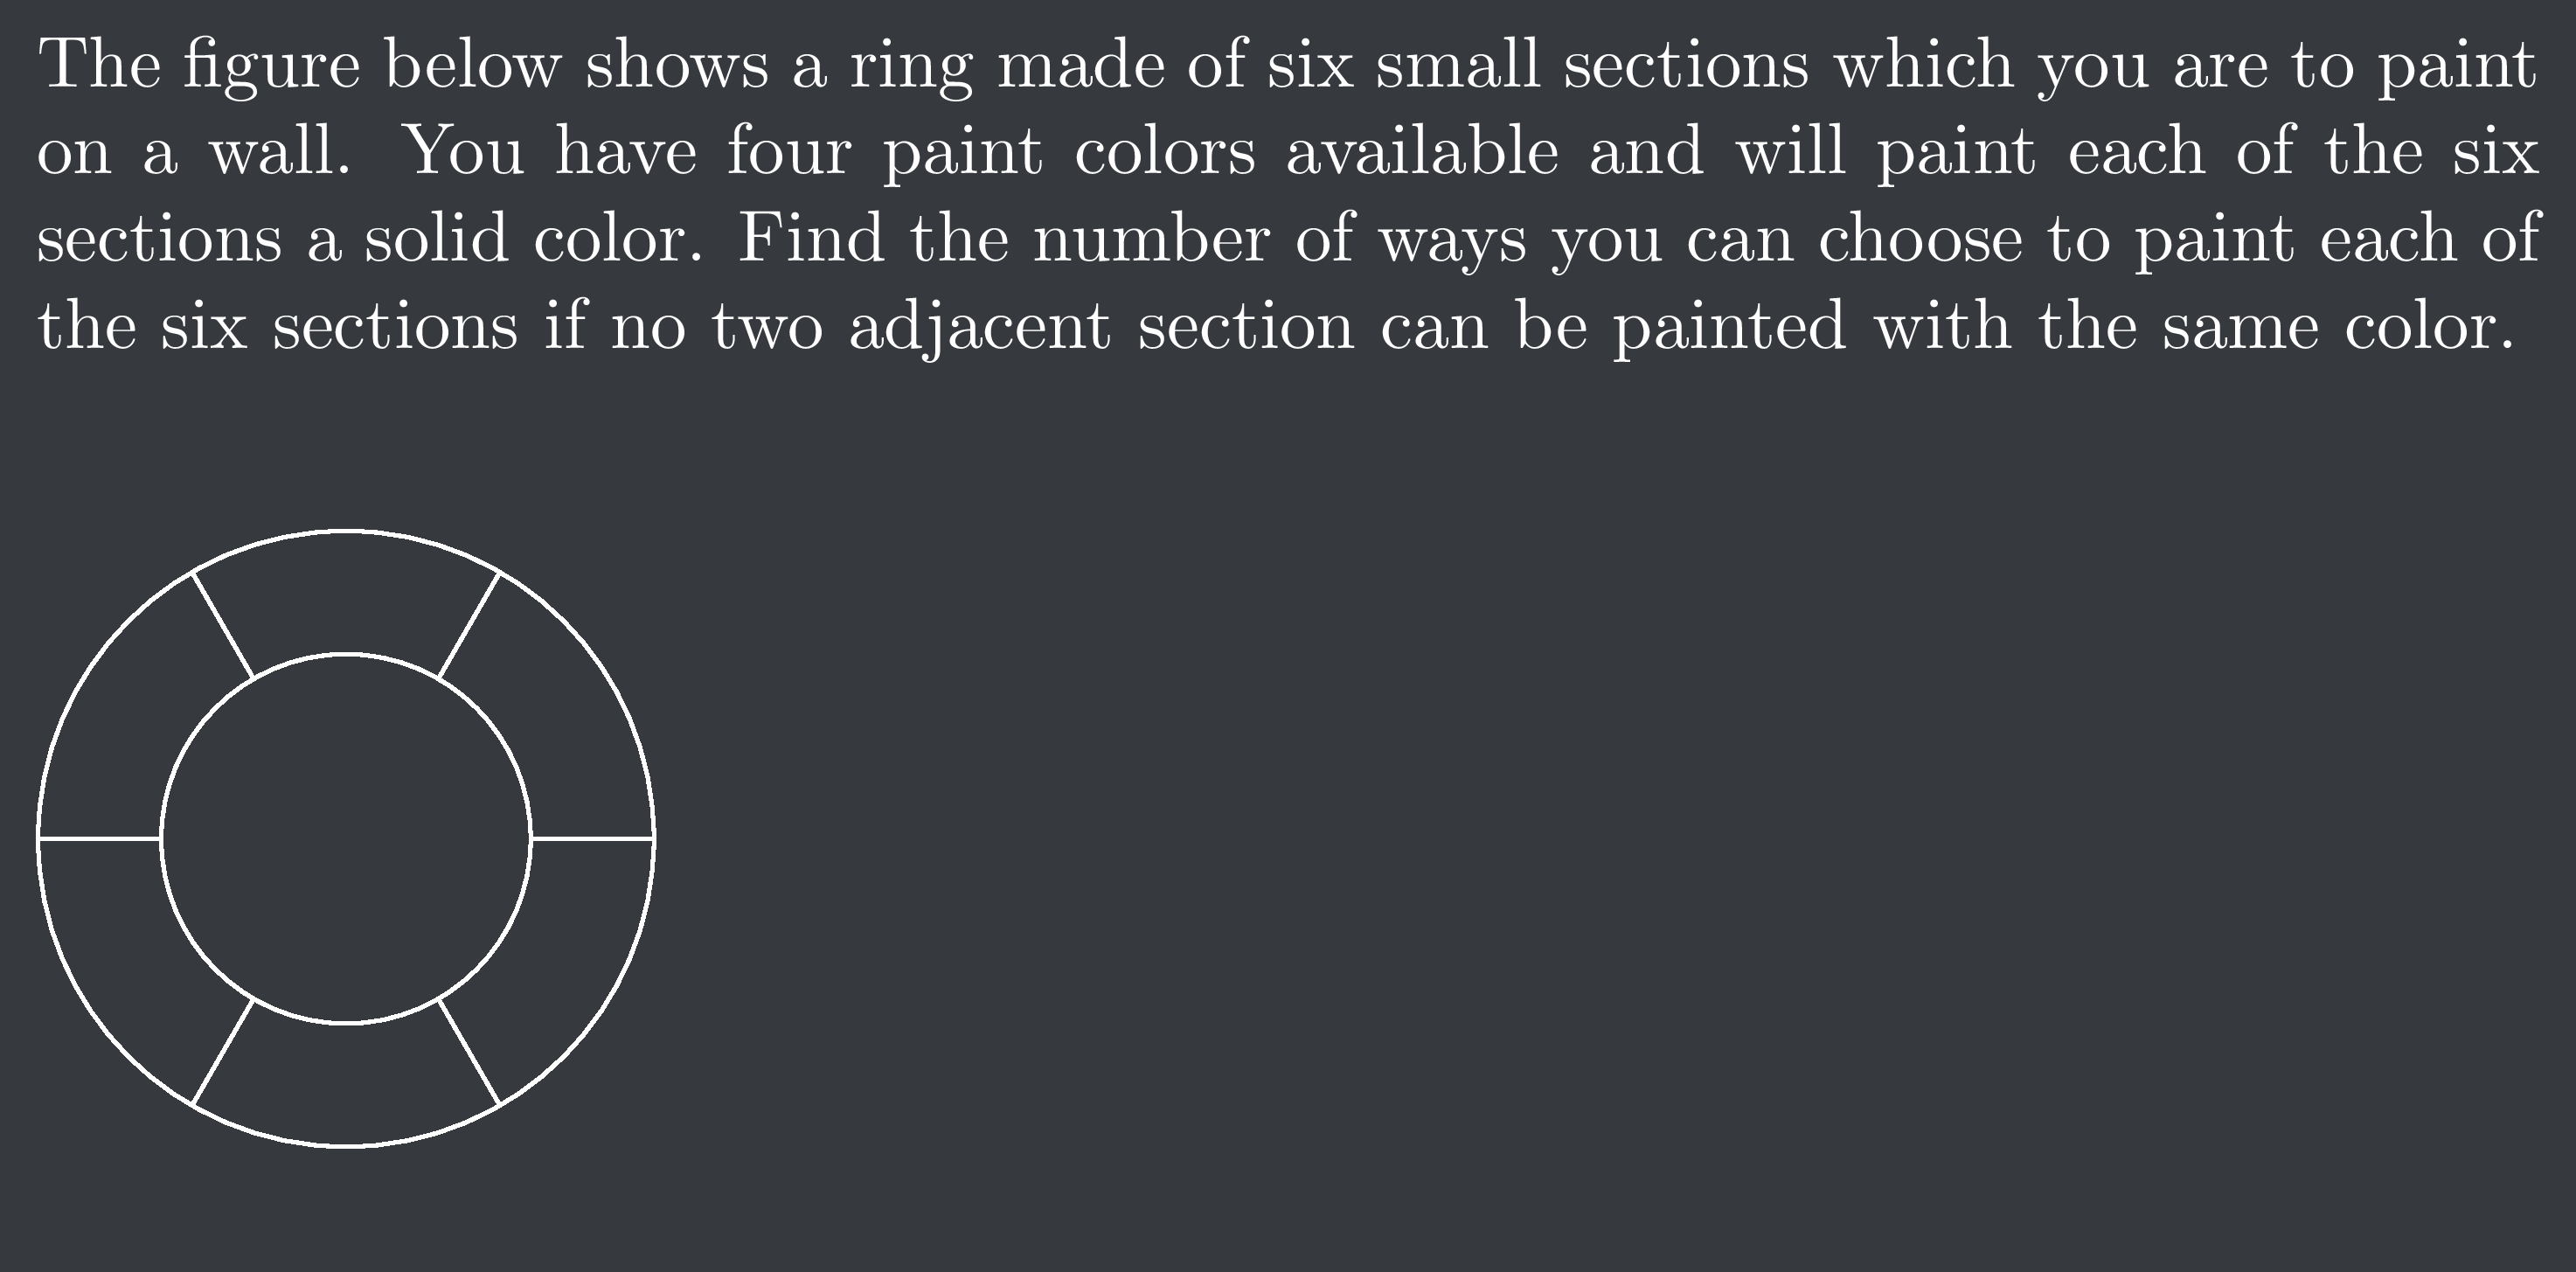 The figure below shows a ring made of six small sections which you are to paint
on a wall. You have four paint colors available and will paint each of the six
sections a solid color. Find the number of ways you can choose to paint each of
the six sections if no two adjacent section can be painted with the same color.